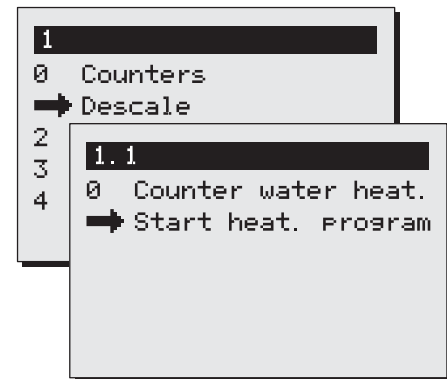 1
0 Counters
Descale
2
3
4
1.1
0 Counter water heat.
Start heat. program